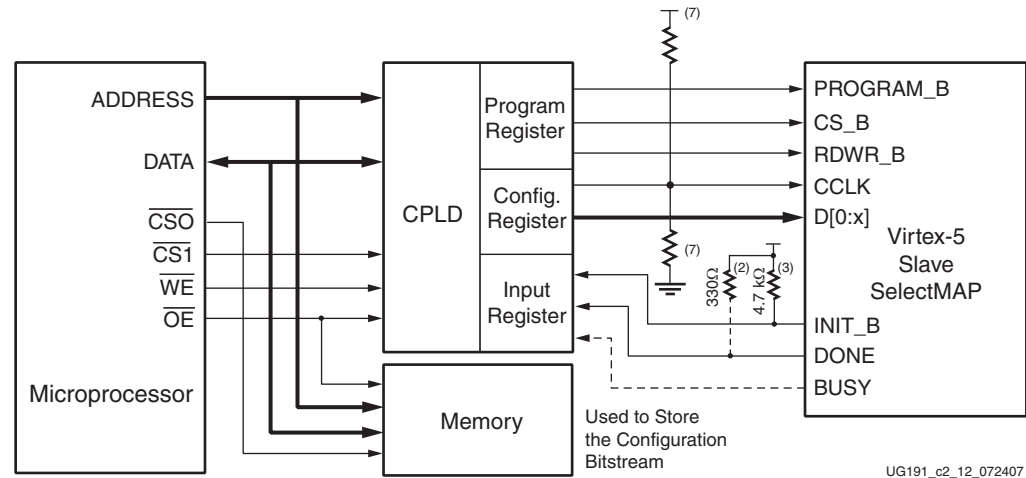 (7)
ADDRESS
DATA
CSO
CS1
WE
OE
Microprocessor
CPLD
Program
Register
Config.
Register
Input
Register
Memory
(7)
330Ω
(2)
4.7 kΩ
(3)
PROGRAM_B
CS_B
RDWR_B
CCLK
D[0:x]
Virtex-5
Slave
SelectMAP
INIT_B
DONE
BUSY
Used to Store
the Configuration
Bitstream
UG191_c2_12_072407